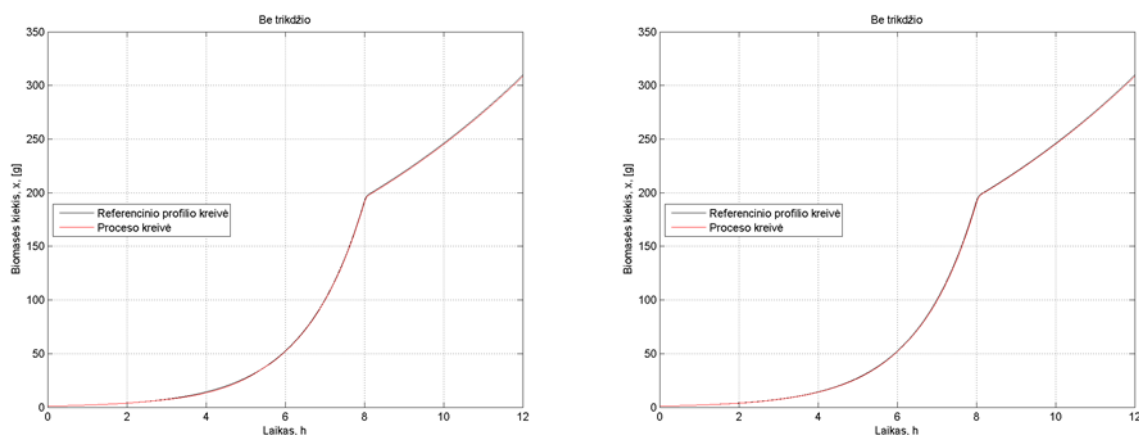 Be trikdžio
350
300
250
200
150
100
50
0
Biomasės kiekis, x, [g]
Referencinio profilio kreivė
Proceso kreivė
0 2 4 6 8 10 12
Laikas, h
Be trikdžio
350
300
250
200
150
100
50
0
Biomasės kiekis, x, [g]
Referencinio profilio kreivė
Proceso kreivė
0 2 4 6 8 10 12
Laikas, h